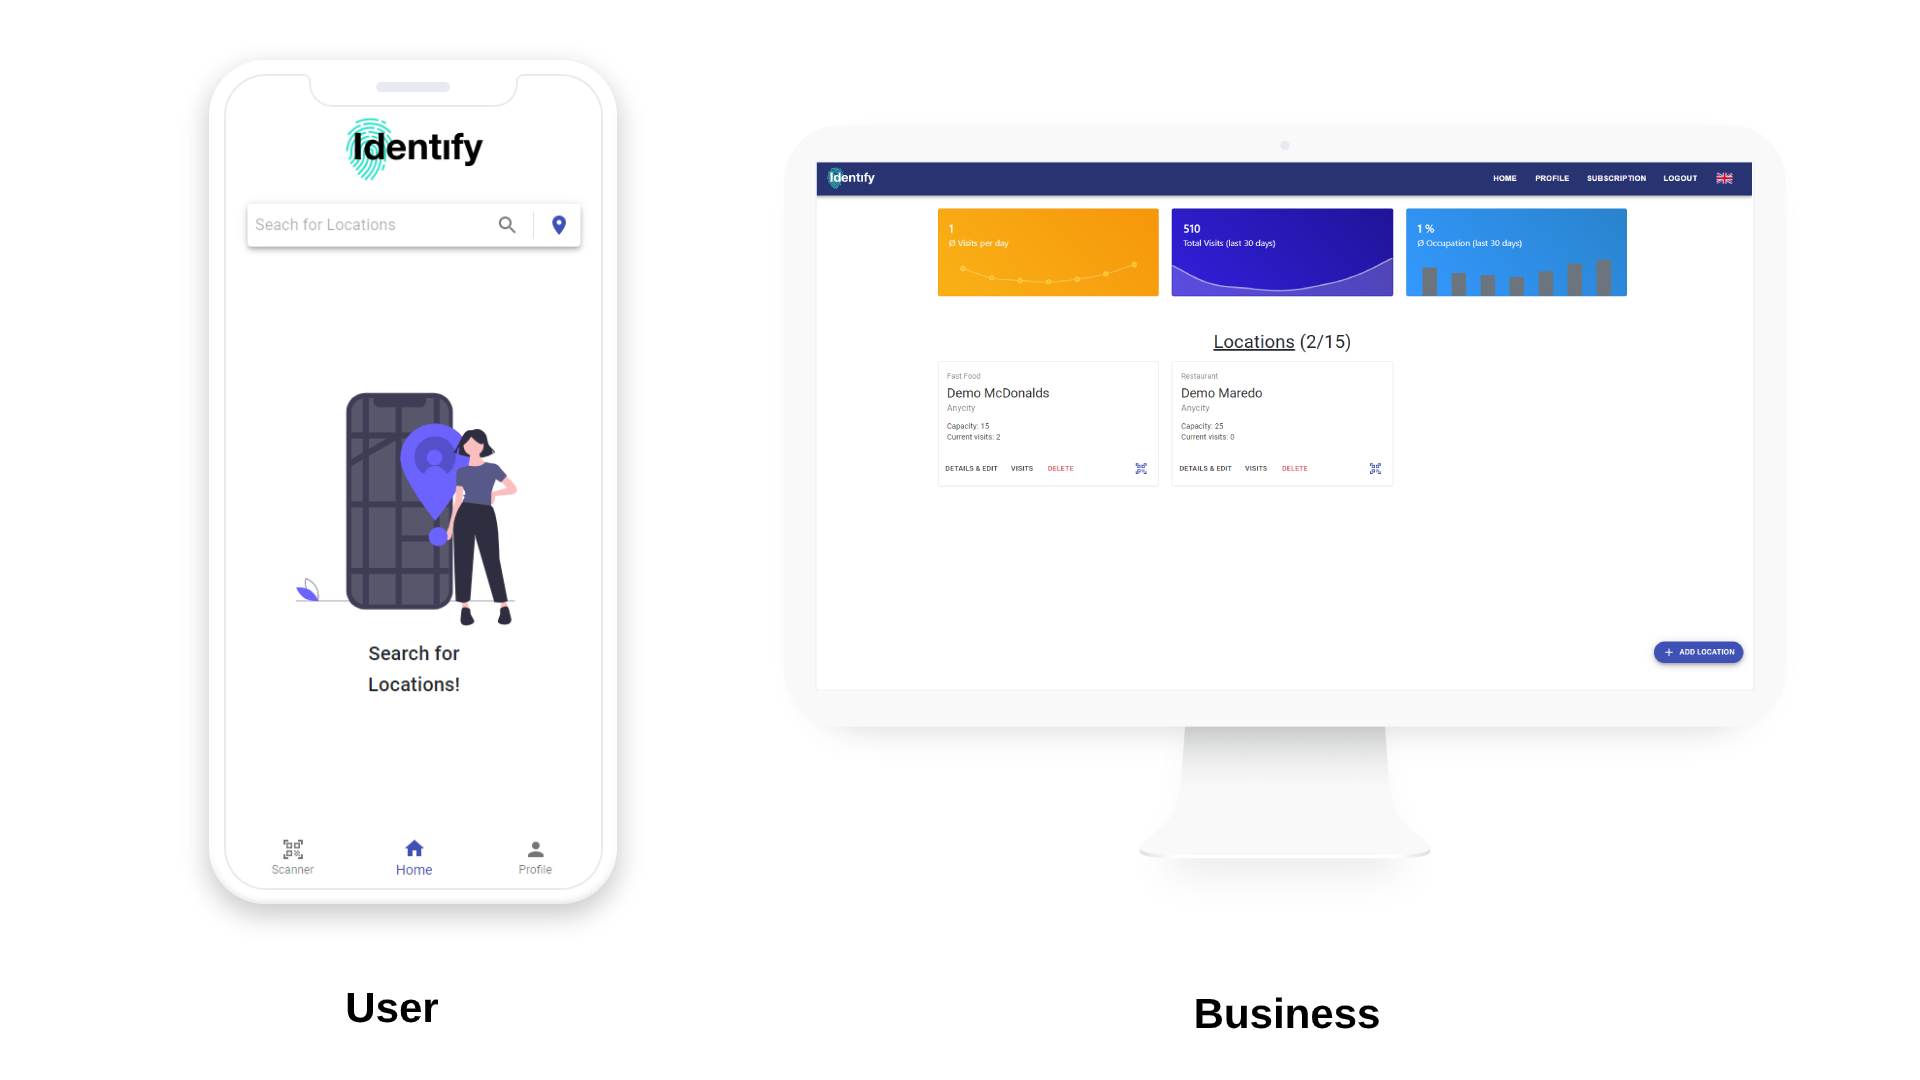 Identıfy
Seach for Locations
Search for
Locations!
Scanner
Home
Profile
User
Identıfy
HOME
PROFILE
SUBSCRIPTION
LOGOUT
1
Ø Visits per day
510
Total Visits (last 30 days)
1 %
Ø Occupation (last 30 days)
Locations (2/15)
Fast Food
Demo McDonalds
Anycity
Capacity: 15
Current visits: 2
DETAILS & EDIT
VISITS
DELETE
Restaurant
Demo Maredo
Anycity
Capacity: 25
Current visits: 0
DETAILS & EDIT
VISITS
DELETE
ADD LOCATION
Business